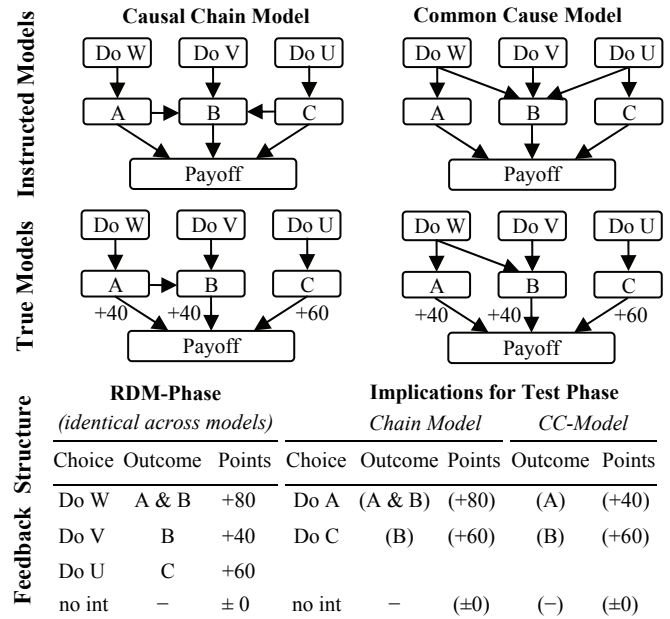 Causal Chain Model Common Cause Model
Instructed Models
Do W Do V Do U Do W Do V Do U
A B C A B C
Payoff Payoff
True Models
Do W Do V Do U Do W Do V Do U
A B C A B C
+40 +40 +60 +40 +40 +60
Payoff Payoff
Feedback Structure
RDM-Phase Implications for Test Phase
(identical across models) Chain Model CC-Model
Choice Outcome Points Choice Outcome Points Outcome Points
Do W A & B +80 Do A (A & B) (+80) (A) (+40)
Do V B +40 Do C (B) (+60) (B) (+60)
Do U C +60
no int − ± 0 no int − (±0) (−) (±0)